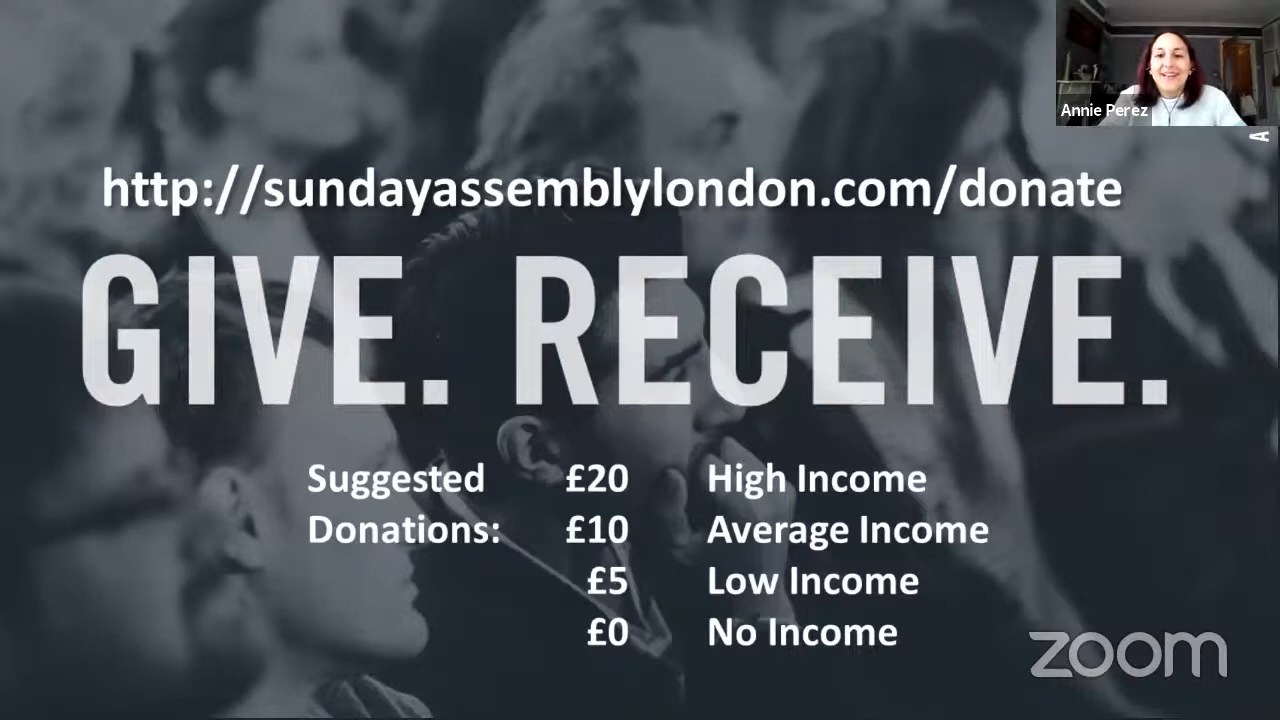 Annie Perez
A
http://sundayassemblylondon.com/donate
GIVE. RECEIVE.
Suggested £20 High Income
Donations: £10 Average Income
£5 Low Income
£0 No Income
zoom